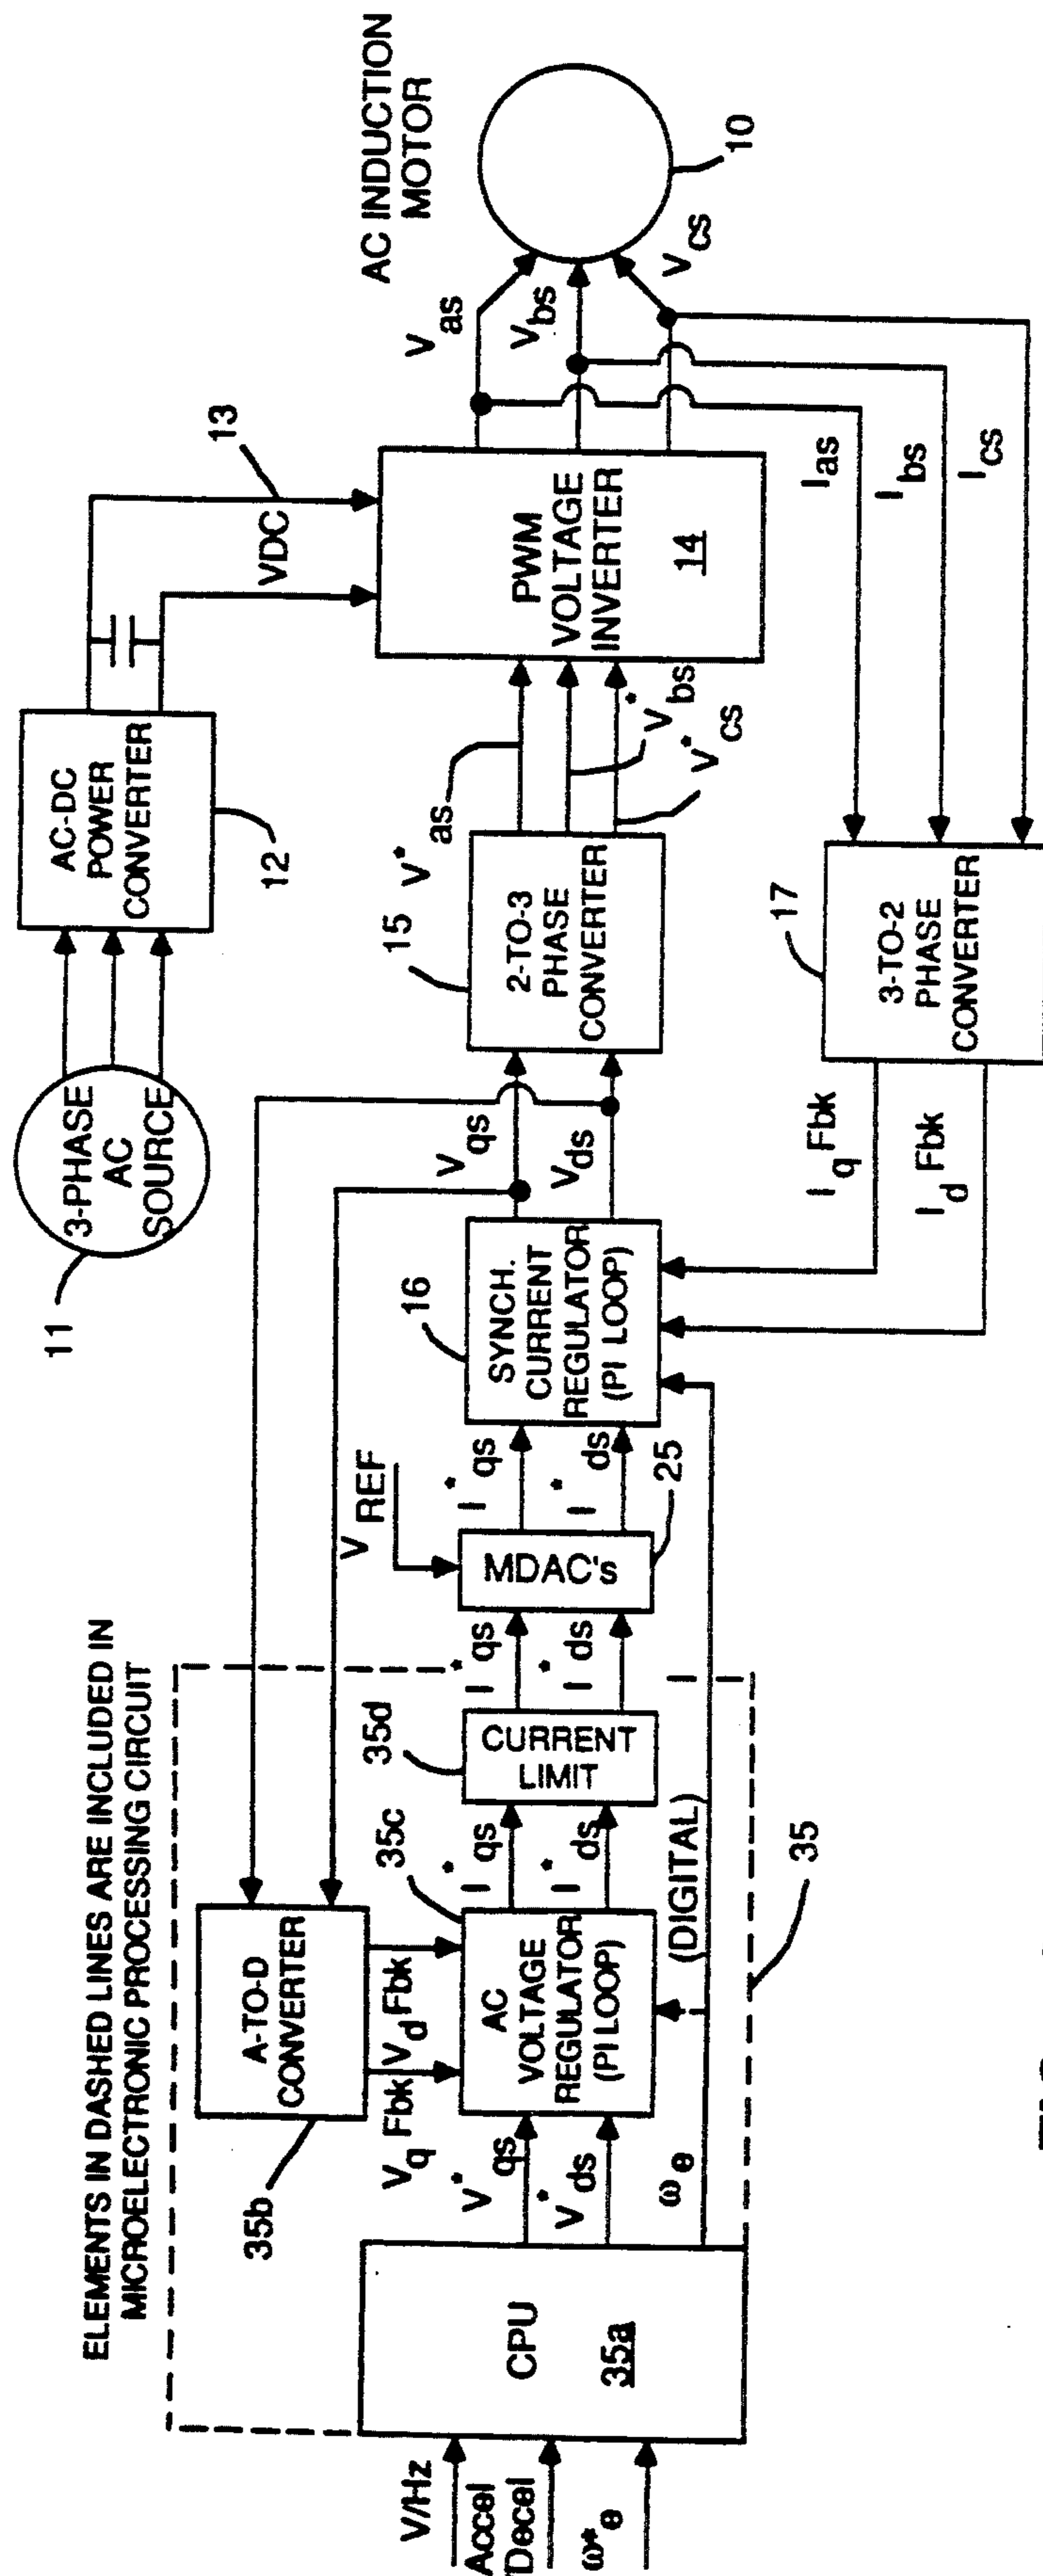 ELEMENTS IN DASHED LINES ARE INCLUDED IN
MICROELECTRONIC PROCESSING CIRCUIT
V/Hz
Accel
/Decel
ω*e
CPU
35a
35b
A-TO-D
CONVERTER
Vq Fbk
Vd Fbk
V*qs
V*ds
ωe
35c
AC
VOLTAGE
REGULATOR
(PI LOOP)
I*qs
I*ds
(DIGITAL)
35
35d
CURRENT
LIMIT
I*qs
I*ds
VREF
MDAC's
25
I*qs
I*ds
16
SYNCH.
CURRENT
REGULATOR
(PI LOOP)
Vqs
Vds
Iq Fbk
Id Fbk
15
2-TO-3
PHASE
CONVERTER
V*as
V*bs
V*cs
17
3-TO-2
PHASE
CONVERTER
11
3-PHASE
AC
SOURCE
12
AC-DC
POWER
CONVERTER
13
VDC
PWM
VOLTAGE
INVERTER
14
Vas
Vbs
Vcs
Ias
Ibs
Ics
AC INDUCTION
MOTOR
10